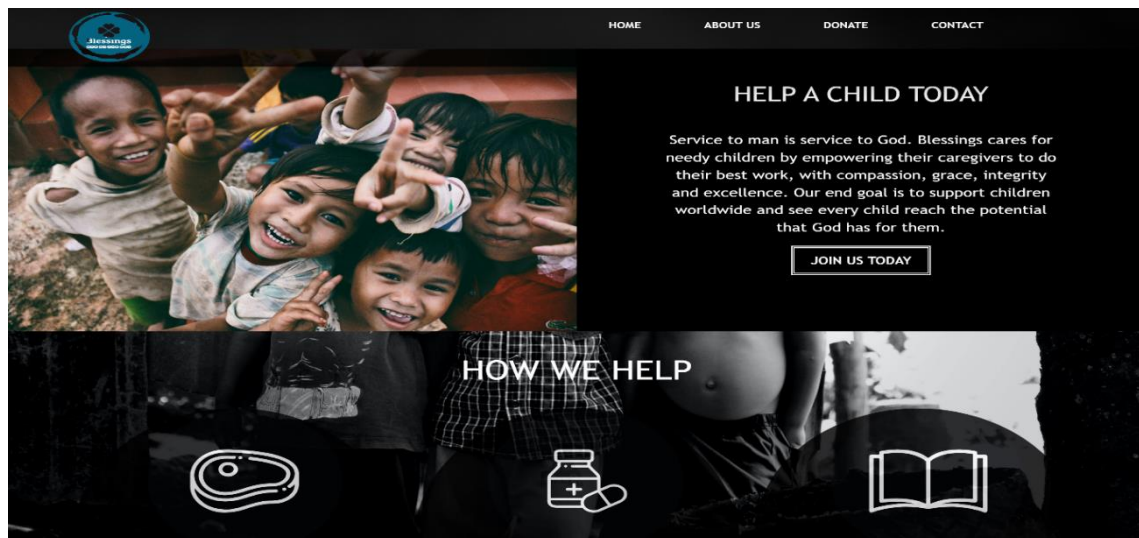 Blessings
HOME
ABOUT US
DONATE
CONTACT
HELP A CHILD TODAY
Service to man is service to God. Blessings cares for
needy children by empowering their caregivers to do
their best work, with compassion, grace, integrity
and excellence. Our end goal is to support children
worldwide and see every child reach the potential
that God has for them.
JOIN US TODAY
HOW WE HELP